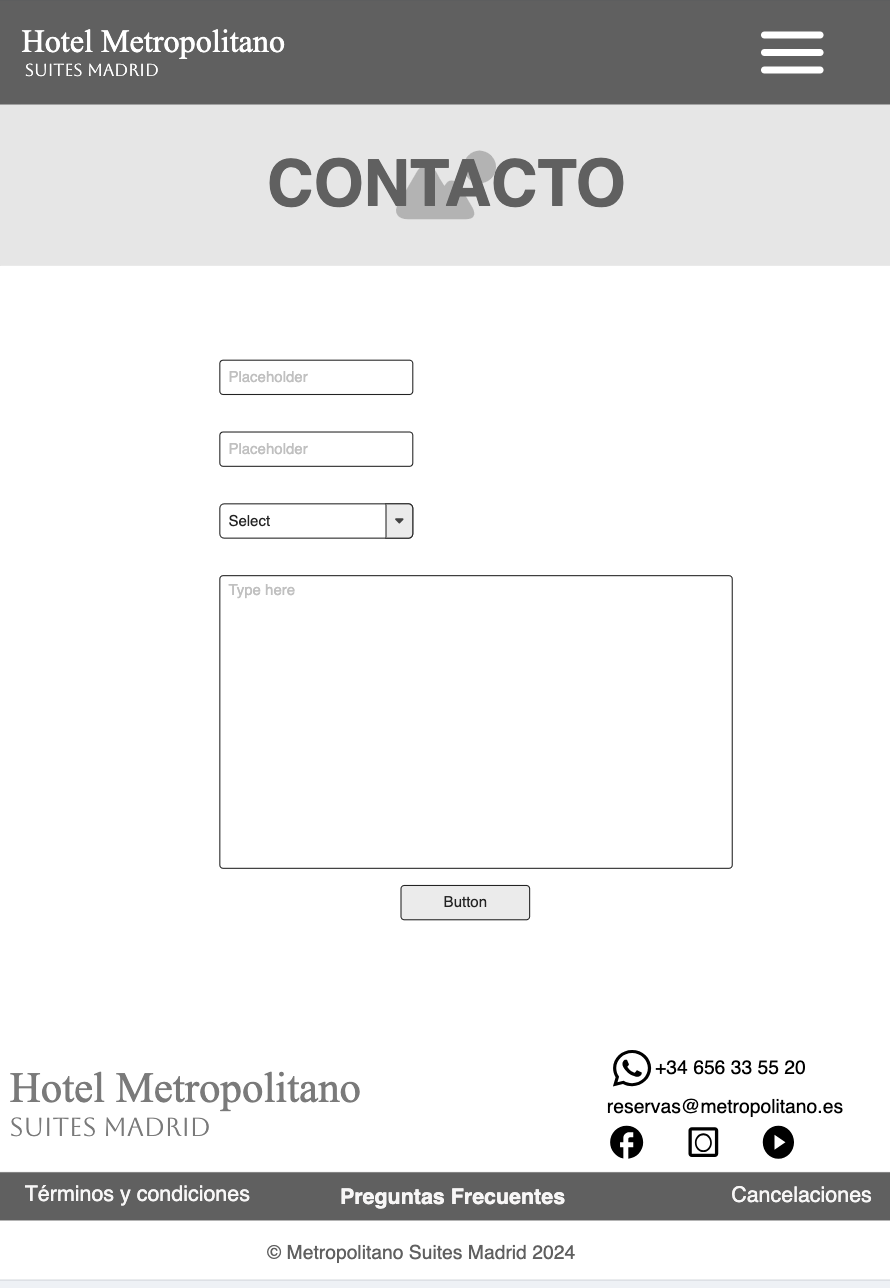 Hotel Metropolitano
SUITES MADRID
CONTACTO
Placeholder
Placeholder
Select
Type here
Button
Hotel Metropolitano
SUITES MADRID
+34 656 33 55 20
reservas@metropolitano.es
Términos y condiciones
Preguntas Frecuentes
Cancelaciones
© Metropolitano Suites Madrid 2024